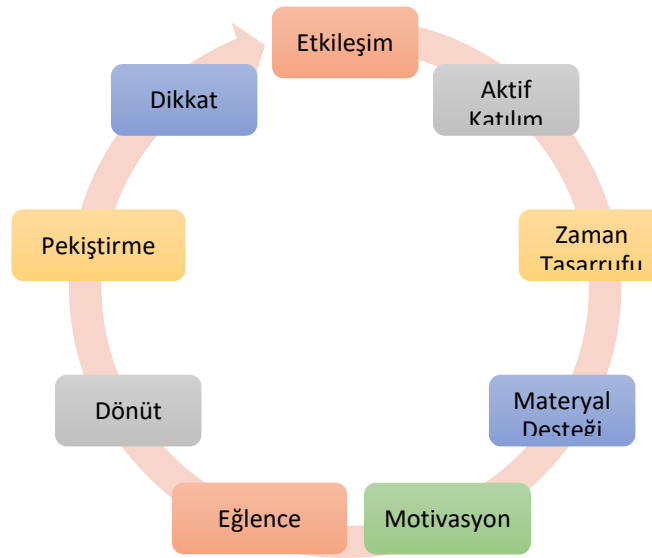 Etkileşim
Aktif
Katılım
Zaman
Tasarrufu
Materyal
Desteği
Motivasyon
Eğlence
Dönüt
Pekiştirme
Dikkat